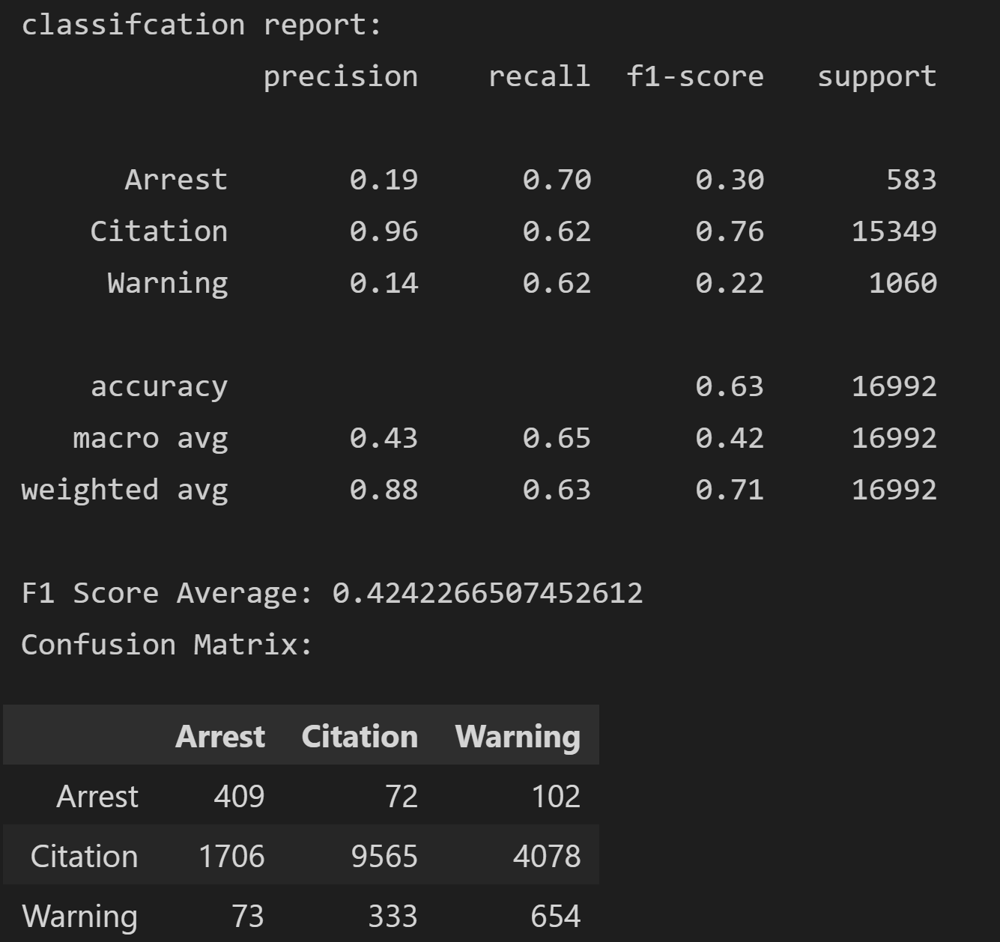 classifcation report:
precision recall f1-score support
Arrest 0.19 0.70 0.30 583
Citation 0.96 0.62 0.76 15349
Warning 0.14 0.62 0.22 1060
accuracy 0.63 16992
macro avg 0.43 0.65 0.42 16992
weighted avg 0.88 0.63 0.71 16992
F1 Score Average: 0.4242266507452612
Confusion Matrix:
Arrest Citation Warning
Arrest 409 72 102
Citation 1706 9565 4078
Warning 73 333 654